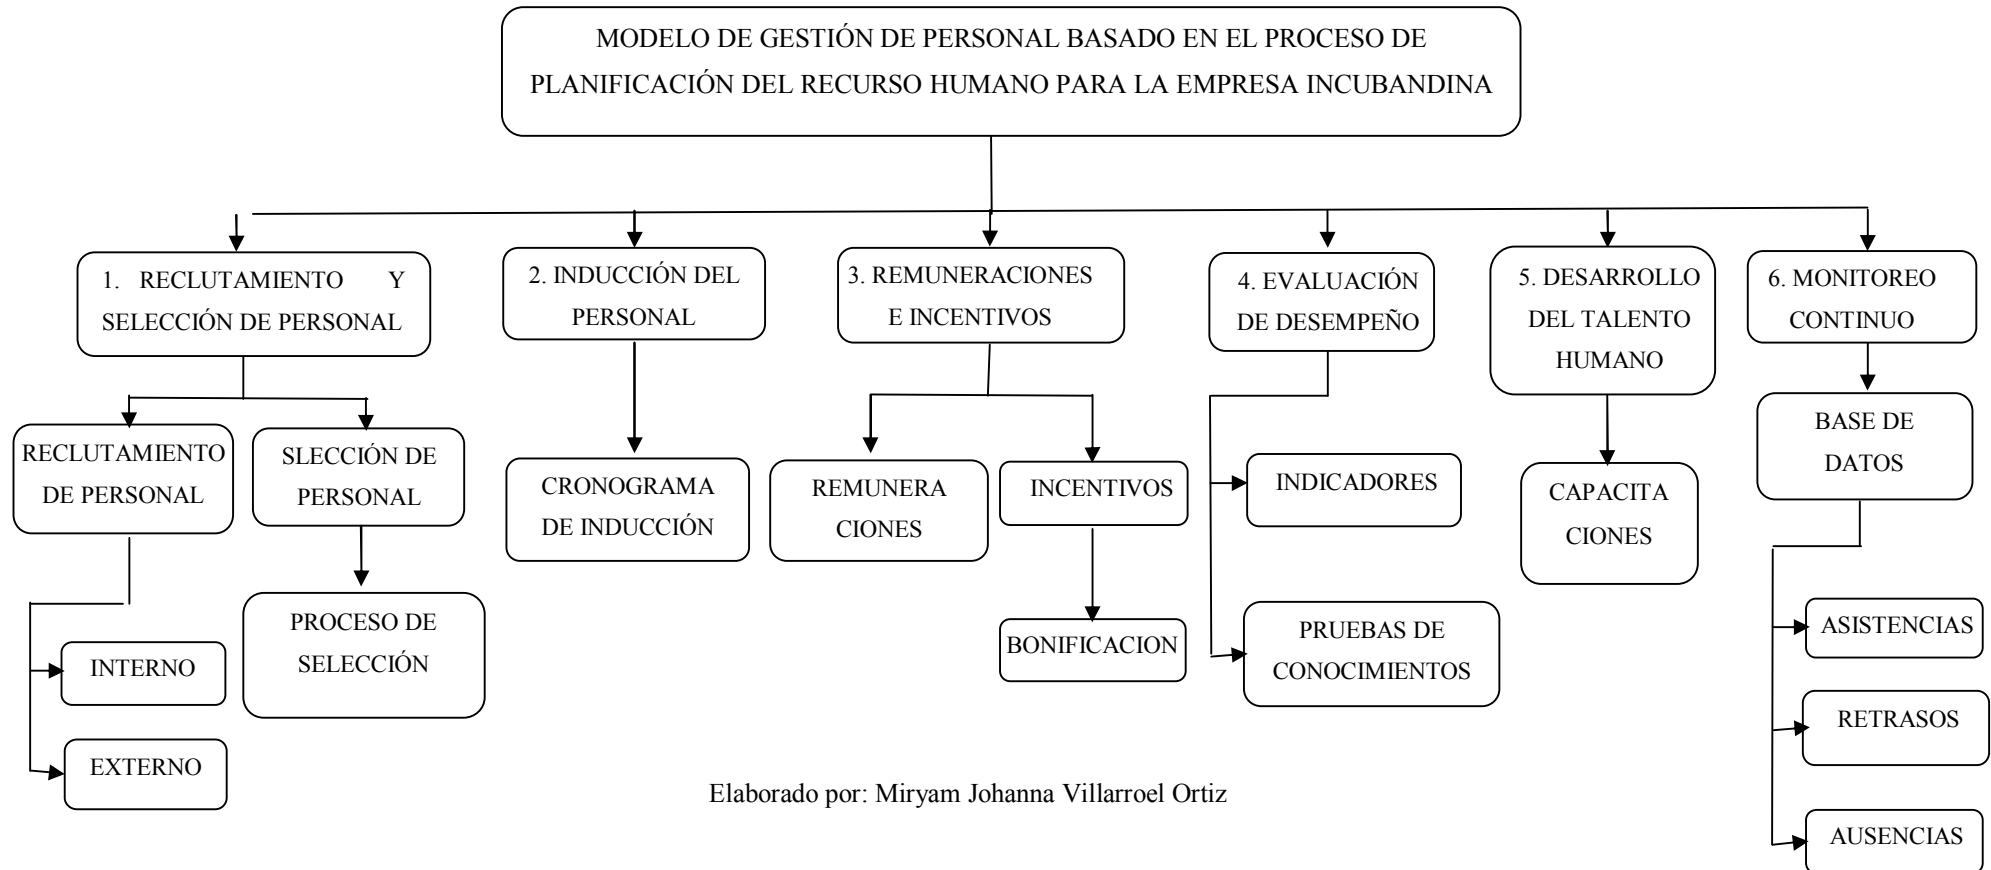 MODELO DE GESTIÓN DE PERSONAL BASADO EN EL PROCESO DE
PLANIFICACIÓN DEL RECURSO HUMANO PARA LA EMPRESA INCUBANDINA
1. RECLUTAMIENTO Y
SELECCIÓN DE PERSONAL
2. INDUCCIÓN DEL
PERSONAL
3. REMUNERACIONES
E INCENTIVOS
4. EVALUACIÓN
DE DESEMPEÑO
5. DESARROLLO
DEL TALENTO
HUMANO
6. MONITOREO
CONTINUO
RECLUTAMIENTO
DE PERSONAL
SLECCIÓN DE
PERSONAL
CRONOGRAMA
DE INDUCCIÓN
REMUNERA
CIONES
INCENTIVOS
INDICADORES
CAPACITA
CIONES
BASE DE
DATOS
INTERNO
EXTERNO
PROCESO DE
SELECCIÓN
BONIFICACION
PRUEBAS DE
CONOCIMIENTOS
ASISTENCIAS
RETRASOS
AUSENCIAS
Elaborado por: Miryam Johanna Villarroel Ortiz